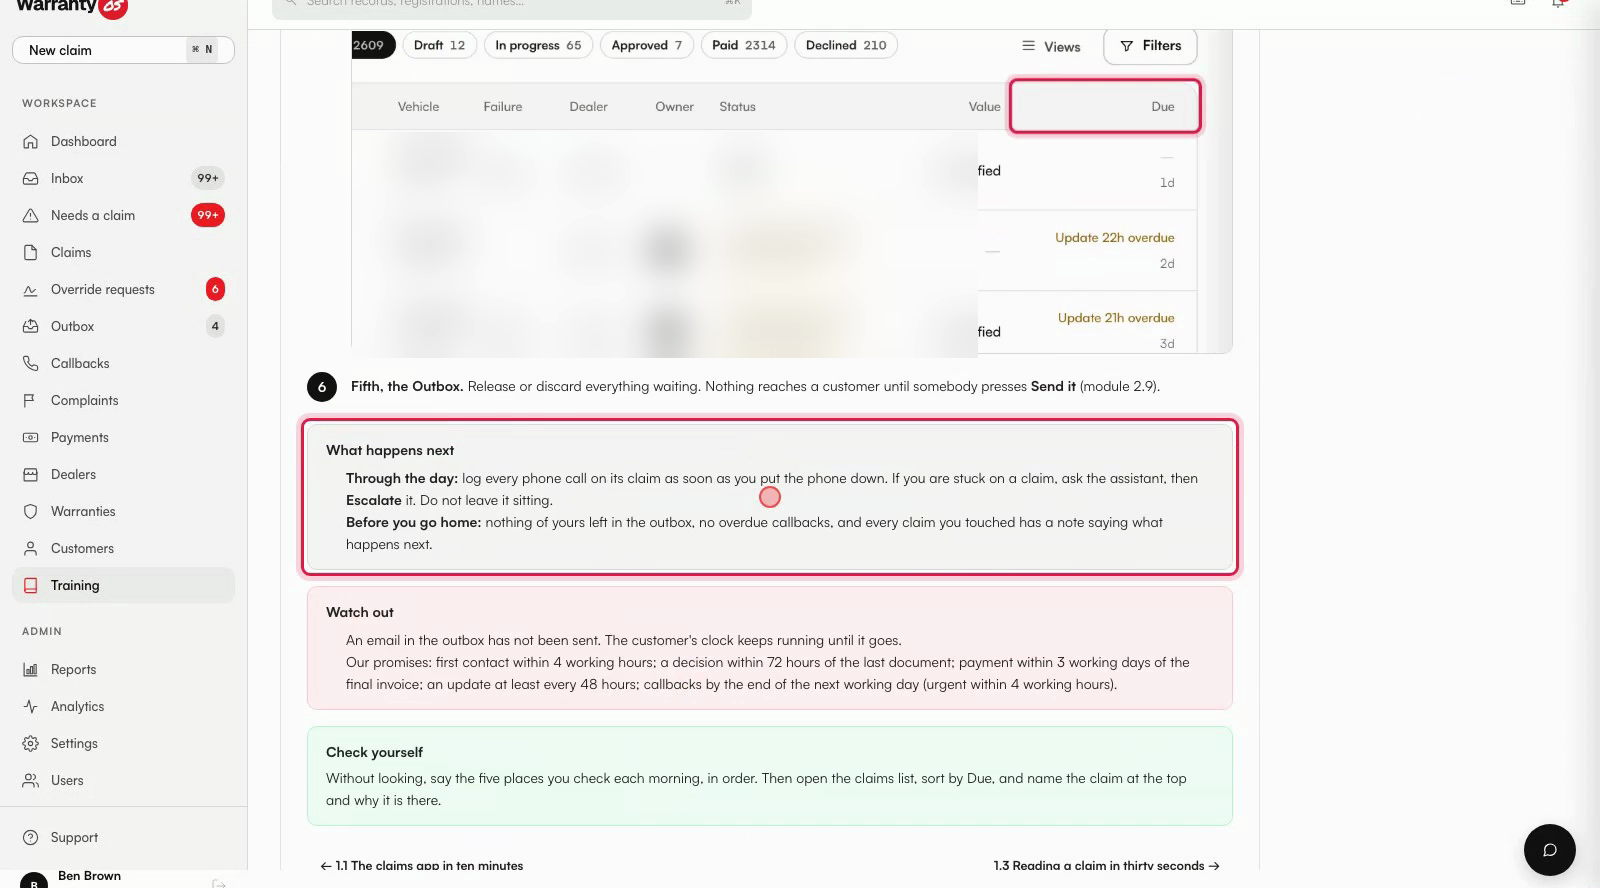 Warranty OS
Search records, registrations, names... ⌘K
New claim ⌘ N
WORKSPACE
Dashboard
Inbox 99+
Needs a claim 99+
Claims
Override requests 6
Outbox 4
Callbacks
Complaints
Payments
Dealers
Warranties
Customers
Training
ADMIN
Reports
Analytics
Settings
Users
Support
B Ben Brown
2609 Draft 12 In progress 65 Approved 7 Paid 2314 Declined 210 Views Filters
Vehicle Failure Dealer Owner Status Value Due
—
fied 1d
Update 22h overdue
— 2d
Update 21h overdue
fied 3d
6 Fifth, the Outbox. Release or discard everything waiting. Nothing reaches a customer until somebody presses Send it (module 2.9).
What happens next
Through the day: log every phone call on its claim as soon as you put the phone down. If you are stuck on a claim, ask the assistant, then
Escalate it. Do not leave it sitting.
Before you go home: nothing of yours left in the outbox, no overdue callbacks, and every claim you touched has a note saying what
happens next.
Watch out
An email in the outbox has not been sent. The customer's clock keeps running until it goes.
Our promises: first contact within 4 working hours; a decision within 72 hours of the last document; payment within 3 working days of the
final invoice; an update at least every 48 hours; callbacks by the end of the next working day (urgent within 4 working hours).
Check yourself
Without looking, say the five places you check each morning, in order. Then open the claims list, sort by Due, and name the claim at the top
and why it is there.
← 1.1 The claims app in ten minutes 1.3 Reading a claim in thirty seconds →